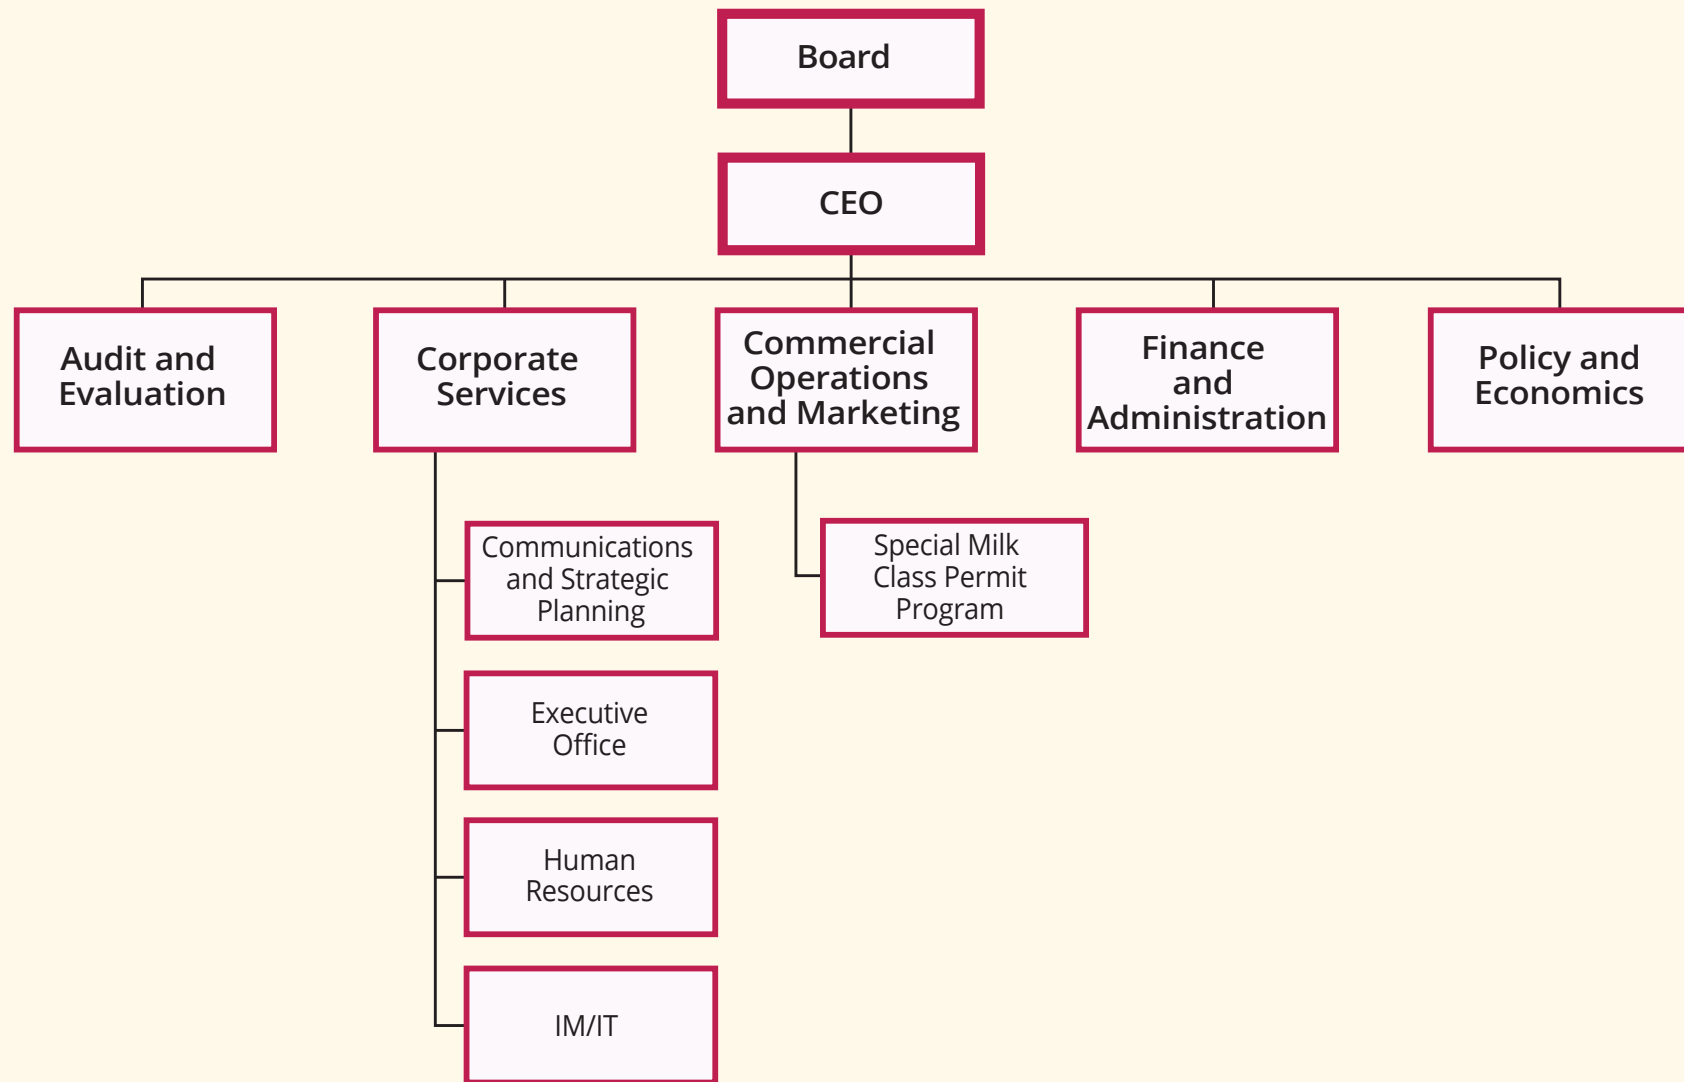 Board
CEO
Audit and
Evaluation
Corporate
Services
Commercial
Operations
and Marketing
Finance
and
Administration
Policy and
Economics
Communications
and Strategic
Planning
Executive
Office
Human
Resources
IM/IT
Special Milk
Class Permit
Program